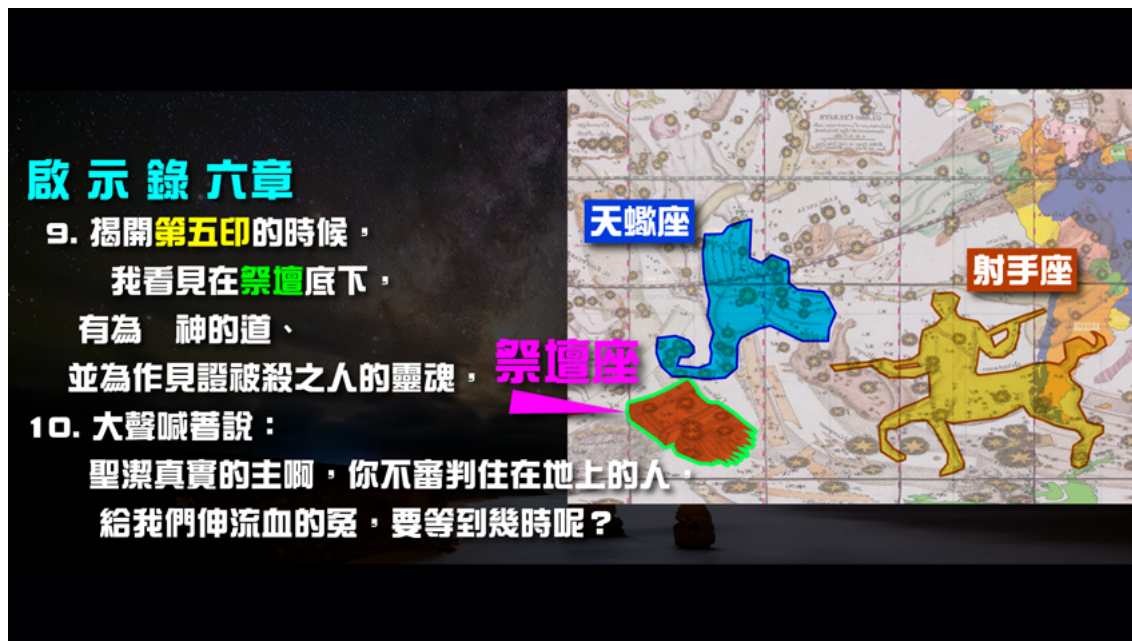 啟示錄六章
9. 揭開第五印的時候，
我看見在祭壇底下，
有為　神的道、
並為作見證被殺之人的靈魂，
10. 大聲喊著說：
聖潔真實的主啊，你不審判住在地上的人，
給我們伸流血的冤，要等到幾時呢？
天蠍座
射手座
祭壇座